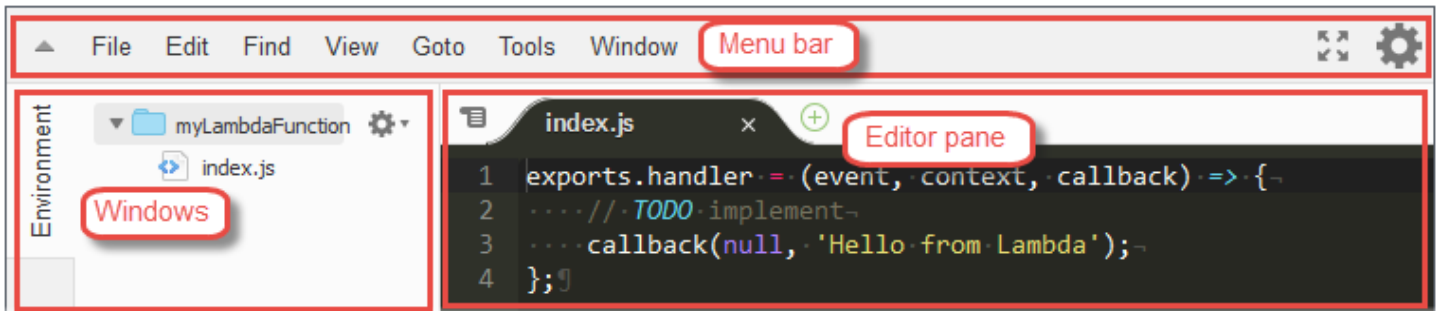 File Edit Find View Goto Tools Window Menu bar
Environment
myLambdaFunction
index.js
Windows
index.js
Editor pane
1 exports.handler = (event, context, callback) => {
2 // TODO implement
3 callback(null, 'Hello from Lambda');
4 };